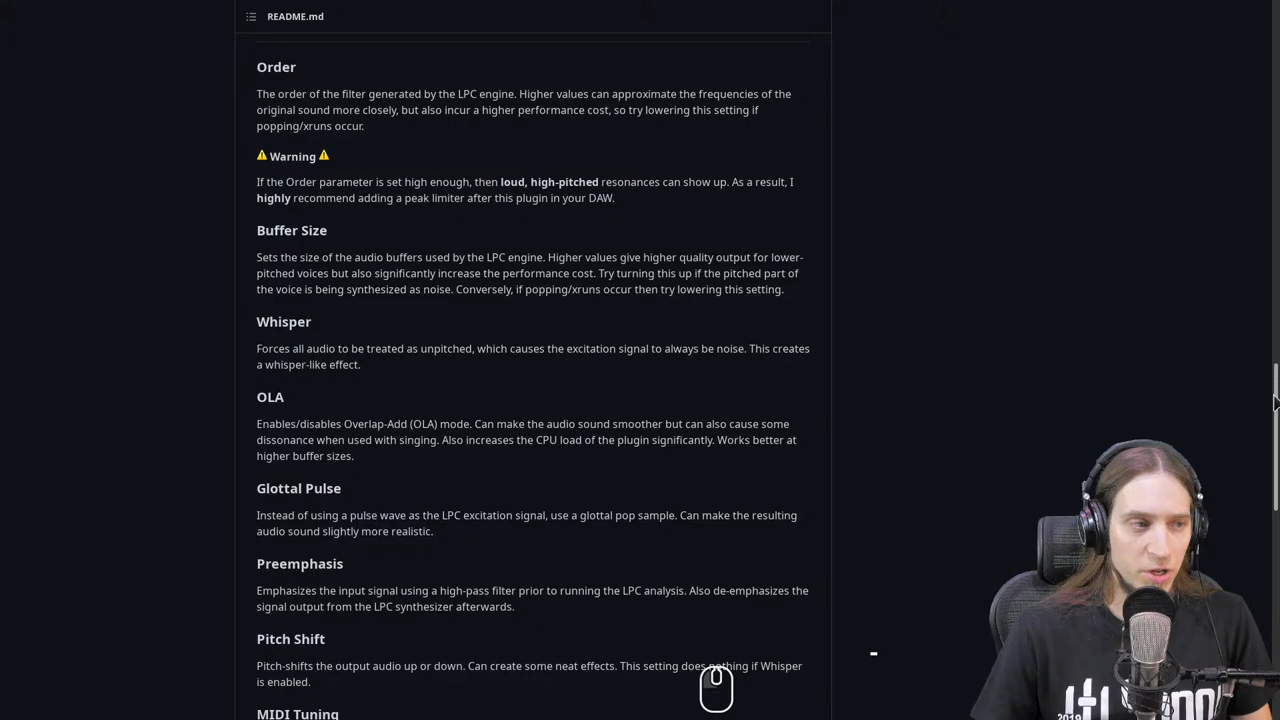 README.md
Order
The order of the filter generated by the LPC engine. Higher values can approximate the frequencies of the
original sound more closely, but also incur a higher performance cost, so try lowering this setting if
popping/xruns occur.
⚠ Warning ⚠
If the Order parameter is set high enough, then loud, high-pitched resonances can show up. As a result, I
highly recommend adding a peak limiter after this plugin in your DAW.
Buffer Size
Sets the size of the audio buffers used by the LPC engine. Higher values give higher quality output for lower-
pitched voices but also significantly increase the performance cost. Try turning this up if the pitched part of
the voice is being synthesized as noise. Conversely, if popping/xruns occur then try lowering this setting.
Whisper
Forces all audio to be treated as unpitched, which causes the excitation signal to always be noise. This creates
a whisper-like effect.
OLA
Enables/disables Overlap-Add (OLA) mode. Can make the audio sound smoother but can also cause some
dissonance when used with singing. Also increases the CPU load of the plugin significantly. Works better at
higher buffer sizes.
Glottal Pulse
Instead of using a pulse wave as the LPC excitation signal, use a glottal pop sample. Can make the resulting
audio sound slightly more realistic.
Preemphasis
Emphasizes the input signal using a high-pass filter prior to running the LPC analysis. Also de-emphasizes the
signal output from the LPC synthesizer afterwards.
Pitch Shift
Pitch-shifts the output audio up or down. Can create some neat effects. This setting does nothing if Whisper
is enabled.
MIDI Tuning
2019